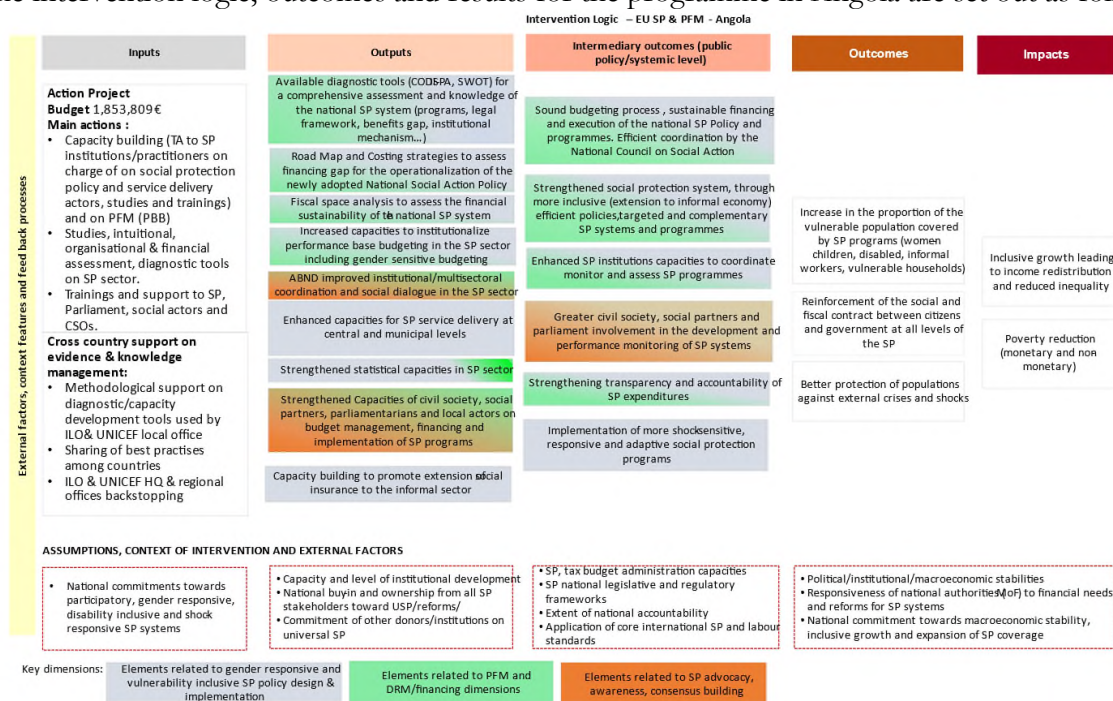 he intervention logic, outcomes and results for the programme in Angola are set out as fol
Intervention Logic – EU SP & PFM - Angola
External factors, context features and feed back processes
Inputs
Action Project
Budget 1,853,809€
Main actions :
• Capacity building (TA to SP
institutions/practitioners on
charge of on social protection
policy and service delivery
actors, studies and trainings)
and on PFM (PBB)
• Studies, intuitional,
organisational & financial
assessment, diagnostic tools
on SP sector.
• Trainings and support to SP,
Parliament, social actors and
CSOs.
Cross country support on
evidence & knowledge
management:
• Methodological support on
diagnostic/capacity
development tools used by
ILO& UNICEF local office
• Sharing of best practises
among countries
• ILO & UNICEF HQ & regional
offices backstopping
Outputs
Available diagnostic tools (CODI-SPA, SWOT) for
a comprehensive assessment and knowledge of
the national SP system (programs, legal
framework, benefits gap, institutional
mechanism…)
Road Map and Costing strategies to assess
financing gap for the operationalization of the
newly adopted National Social Action Policy
Fiscal space analysis to assess the financial
sustainability of the national SP system
Increased capacities to institutionalize
performance base budgeting in the SP sector
including gender sensitive budgeting
ABND improved institutional/multisectoral
coordination and social dialogue in the SP sector
Enhanced capacities for SP service delivery at
central and municipal levels
Strengthened statistical capacities in SP sector
Strengthened Capacities of civil society, social
partners, parliamentarians and local actors on
budget management, financing and
implementation of SP programs
Capacity building to promote extension of social
insurance to the informal sector
Intermediary outcomes (public
policy/systemic level)
Sound budgeting process , sustainable financing
and execution of the national SP Policy and
programmes. Efficient coordination by the
National Council on Social Action
Strengthened social protection system, through
more inclusive (extension to informal economy)
efficient policies,targeted and complementary
SP systems and programmes
Enhanced SP institutions capacities to coordinate
monitor and assess SP programmes
Greater civil society, social partners and
parliament involvement in the development and
performance monitoring of SP systems
Strengthening transparency and accountability of
SP expenditures
Implementation of more shocksensitive,
responsive and adaptive social protection
programs
Outcomes
Increase in the proportion of the
vulnerable population covered
by SP programs (women
children, disabled, informal
workers, vulnerable households)
Reinforcement of the social and
fiscal contract between citizens
and government at all levels of
the SP
Better protection of populations
against external crises and shocks
Impacts
Inclusive growth leading
to income redistribution
and reduced inequality
Poverty reduction
(monetary and non
monetary)
ASSUMPTIONS, CONTEXT OF INTERVENTION AND EXTERNAL FACTORS
• National commitments towards
participatory, gender responsive,
disability inclusive and shock
responsive SP systems
• Capacity and level of institutional development
• National buy-in and ownership from all SP
stakeholders toward USP/reforms/
• Commitment of other donors/institutions on
universal SP
• SP, tax budget administration capacities
• SP national legislative and regulatory
frameworks
• Extent of national accountability
• Application of core international SP and labour
standards
• Political/institutional/macroeconomic stabilities
• Responsiveness of national authorities(MoF) to financial needs
and reforms for SP systems
• National commitment towards macroeconomic stability,
inclusive growth and expansion of SP coverage
Key dimensions:
Elements related to gender responsive and
vulnerability inclusive SP policy design &
implementation
Elements related to PFM and
DRM/financing dimensions
Elements related to SP advocacy,
awareness, consensus building